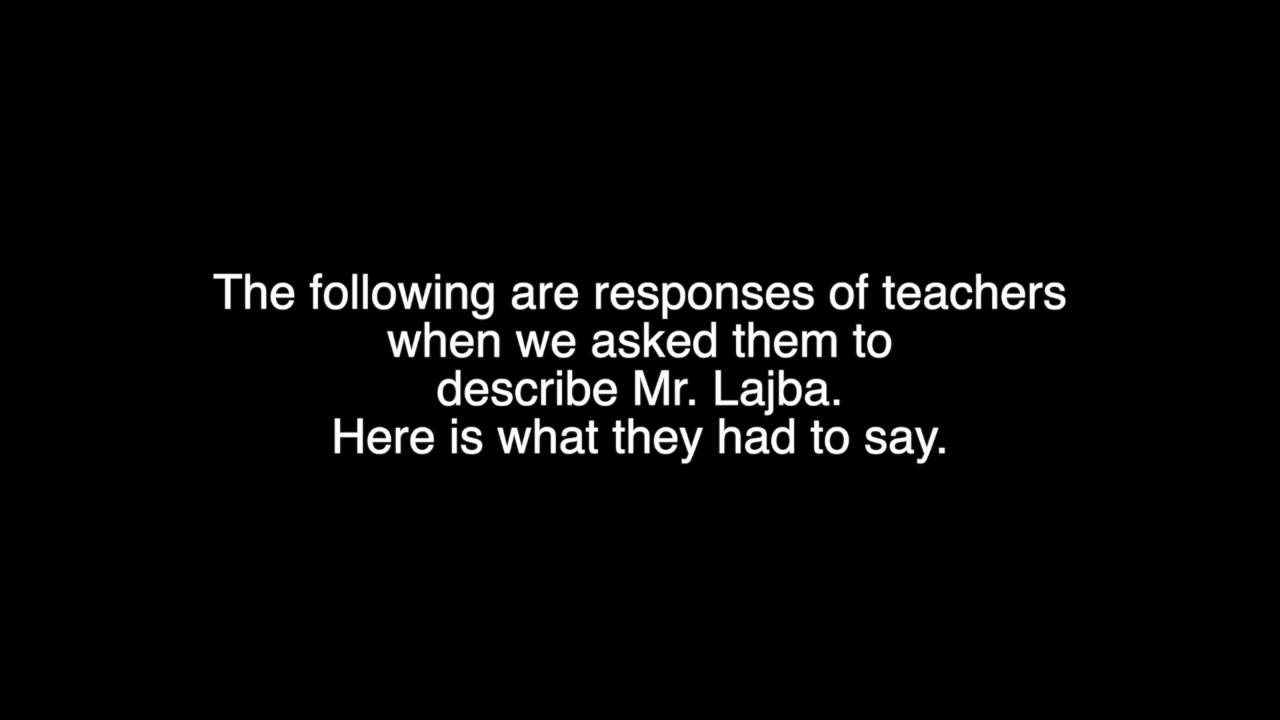 The following are responses of teachers
when we asked them to
describe Mr. Lajba.
Here is what they had to say.